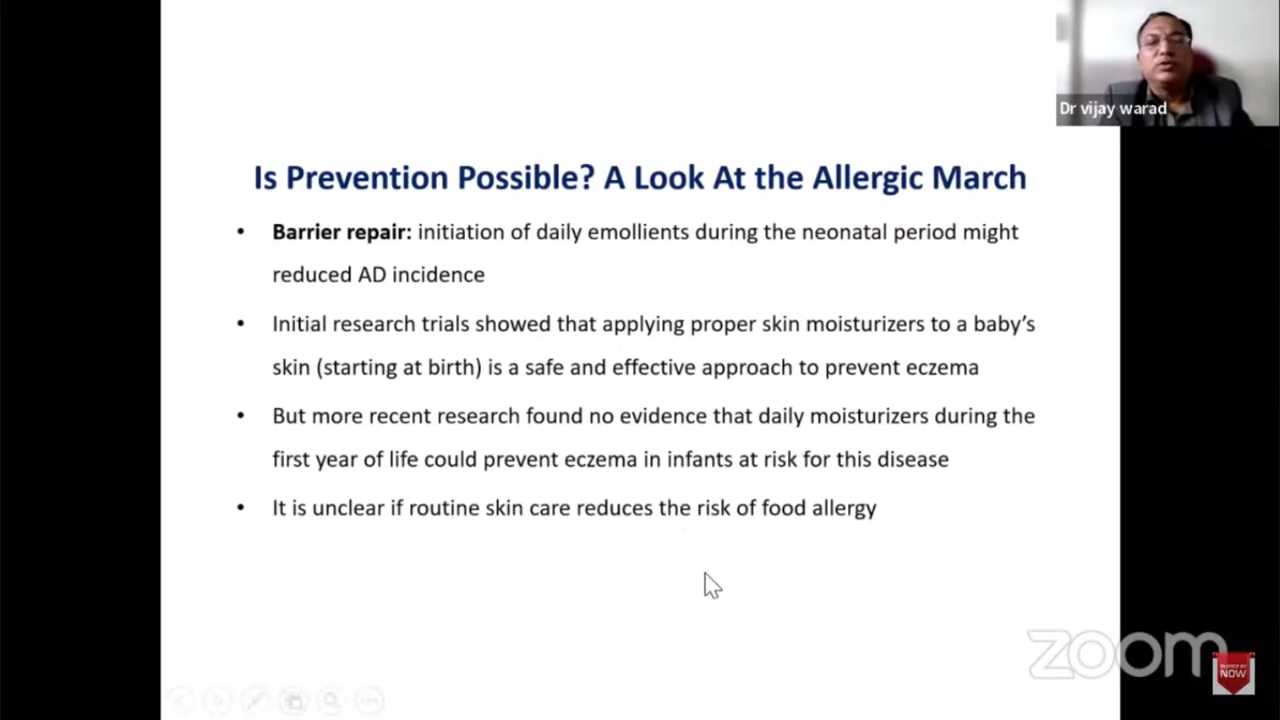 Dr vijay warad
Is Prevention Possible? A Look At the Allergic March
• Barrier repair: initiation of daily emollients during the neonatal period might
reduced AD incidence
• Initial research trials showed that applying proper skin moisturizers to a baby’s
skin (starting at birth) is a safe and effective approach to prevent eczema
• But more recent research found no evidence that daily moisturizers during the
first year of life could prevent eczema in infants at risk for this disease
• It is unclear if routine skin care reduces the risk of food allergy
zoom
NOW